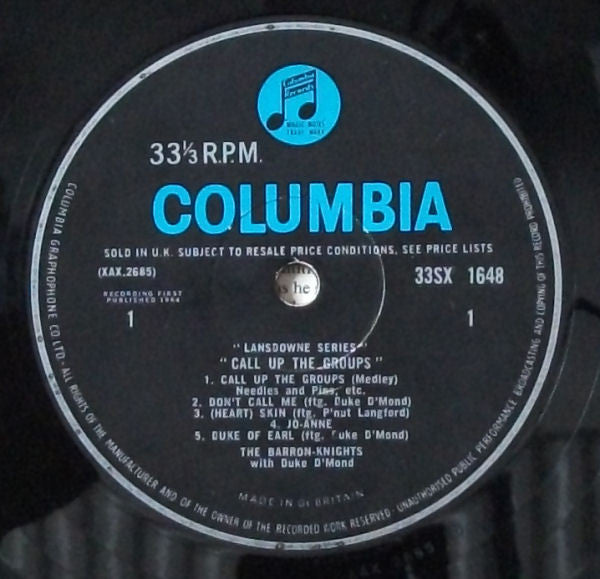 Columbia
Records
MAGIC NOTES
TRADE MARK
33⅓ R.P.M.
COLUMBIA
SOLD IN U.K. SUBJECT TO RESALE PRICE CONDITIONS, SEE PRICE LISTS
(XAX.2685)
33SX 1648
RECORDING FIRST
PUBLISHED 1964
s he
1
1
"LANSDOWNE SERIES"
"CALL UP THE GROUPS"
1. CALL UP THE GROUPS (Medley)
Needles and Pins, etc.
2. DON'T CALL ME (ftg. Duke D'Mond)
3. (HEART) SKIN (ftg. P'nut Langford)
4. JO-ANNE
5. DUKE OF EARL (ftg. Duke D'Mond)
THE BARRON-KNIGHTS
with Duke D'Mond
MADE IN Gt BRITAIN
COLUMBIA GRAPHOPHONE CO LTD · ALL RIGHTS OF THE MANUFACTURER AND OF THE OWNER OF THE RECORDED WORK RESERVED · UNAUTHORISED PUBLIC PERFORMANCE BROADCASTING AND COPYING OF THIS RECORD PROHIBITED